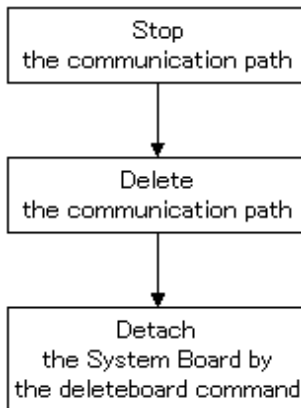 Stop
the communication path
Delete
the communication path
Detach
the System Board by
the deleteboard command